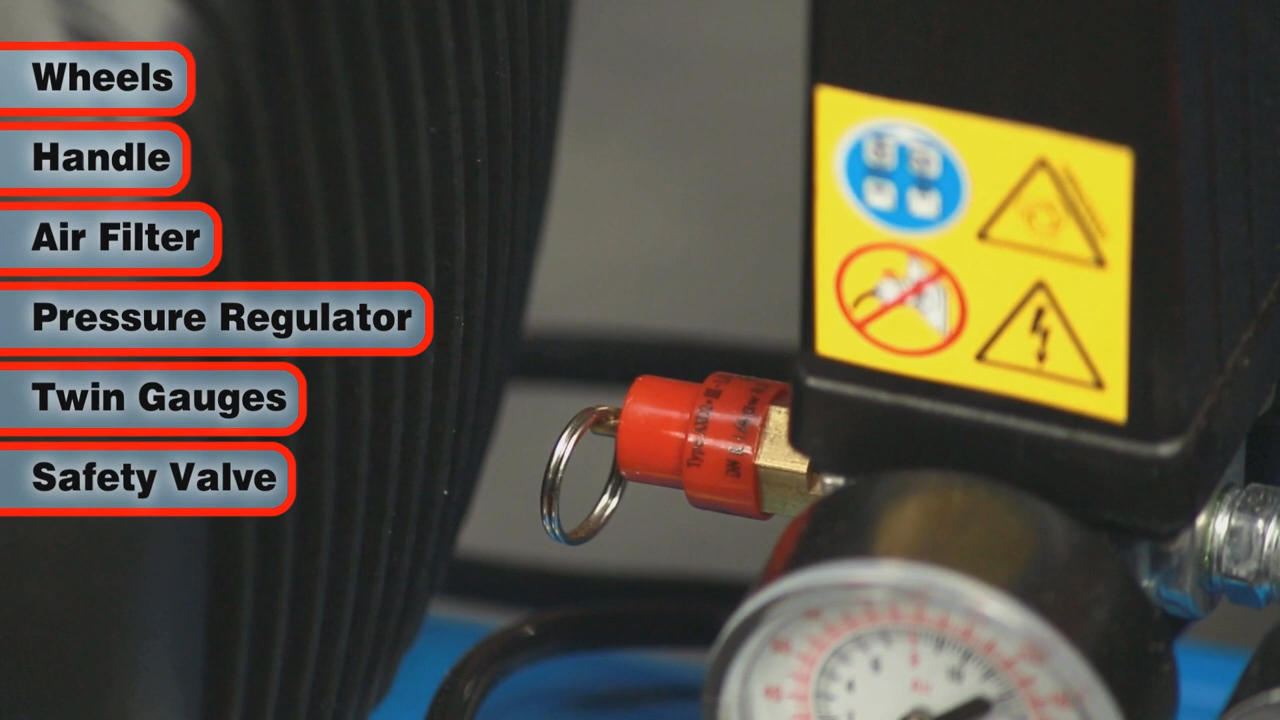 Wheels
Handle
Air Filter
Pressure Regulator
Twin Gauges
Safety Valve